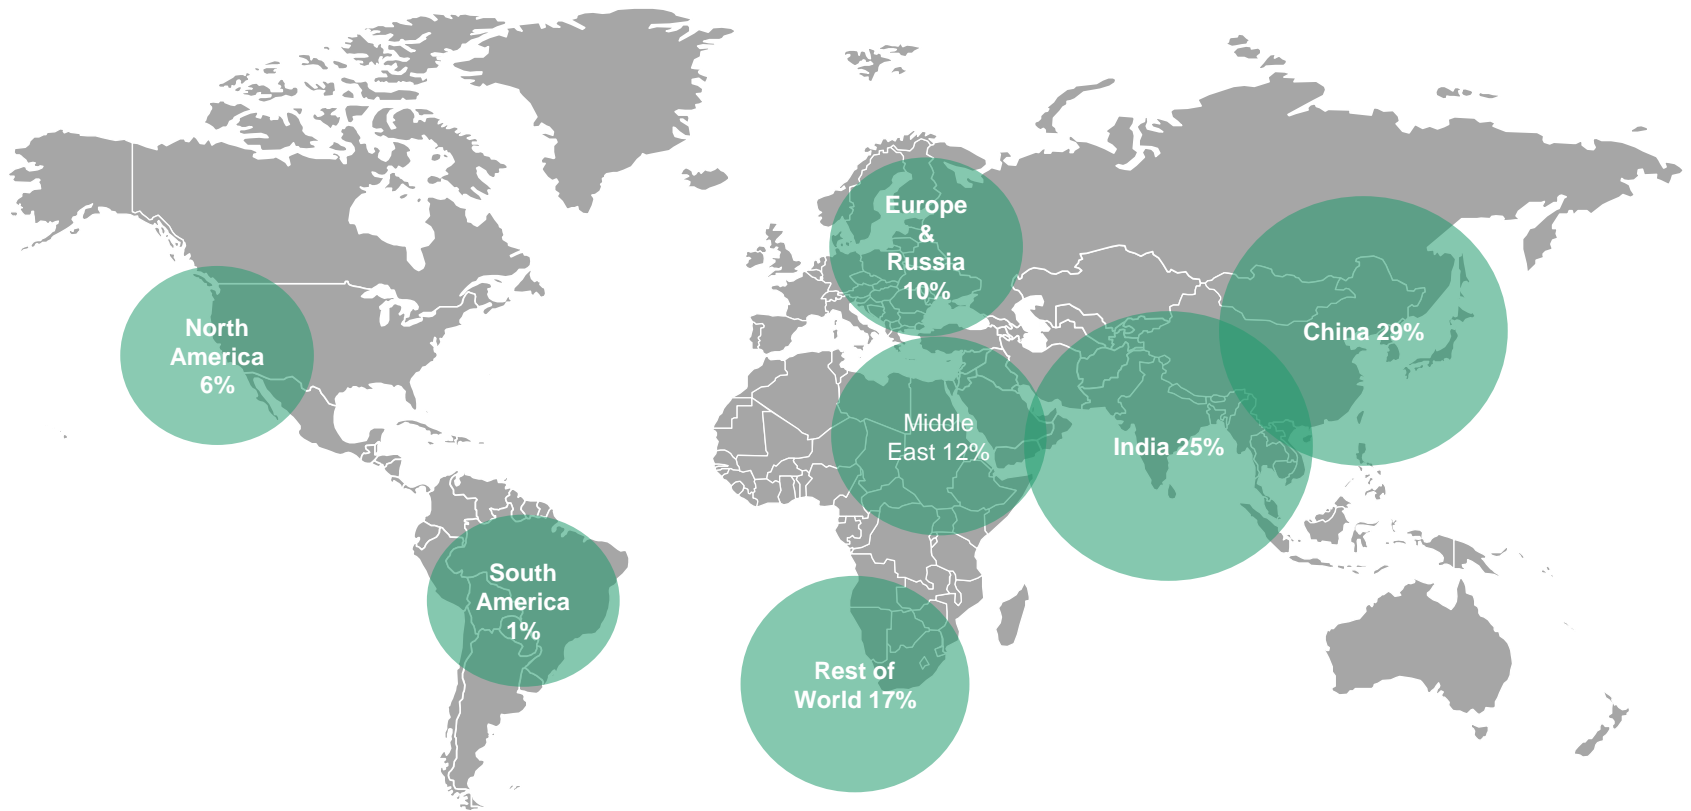 Europe
&
Russia
10%
North
America
6%
China 29%
Middle
East 12%
India 25%
South
America
1%
Rest of
World 17%